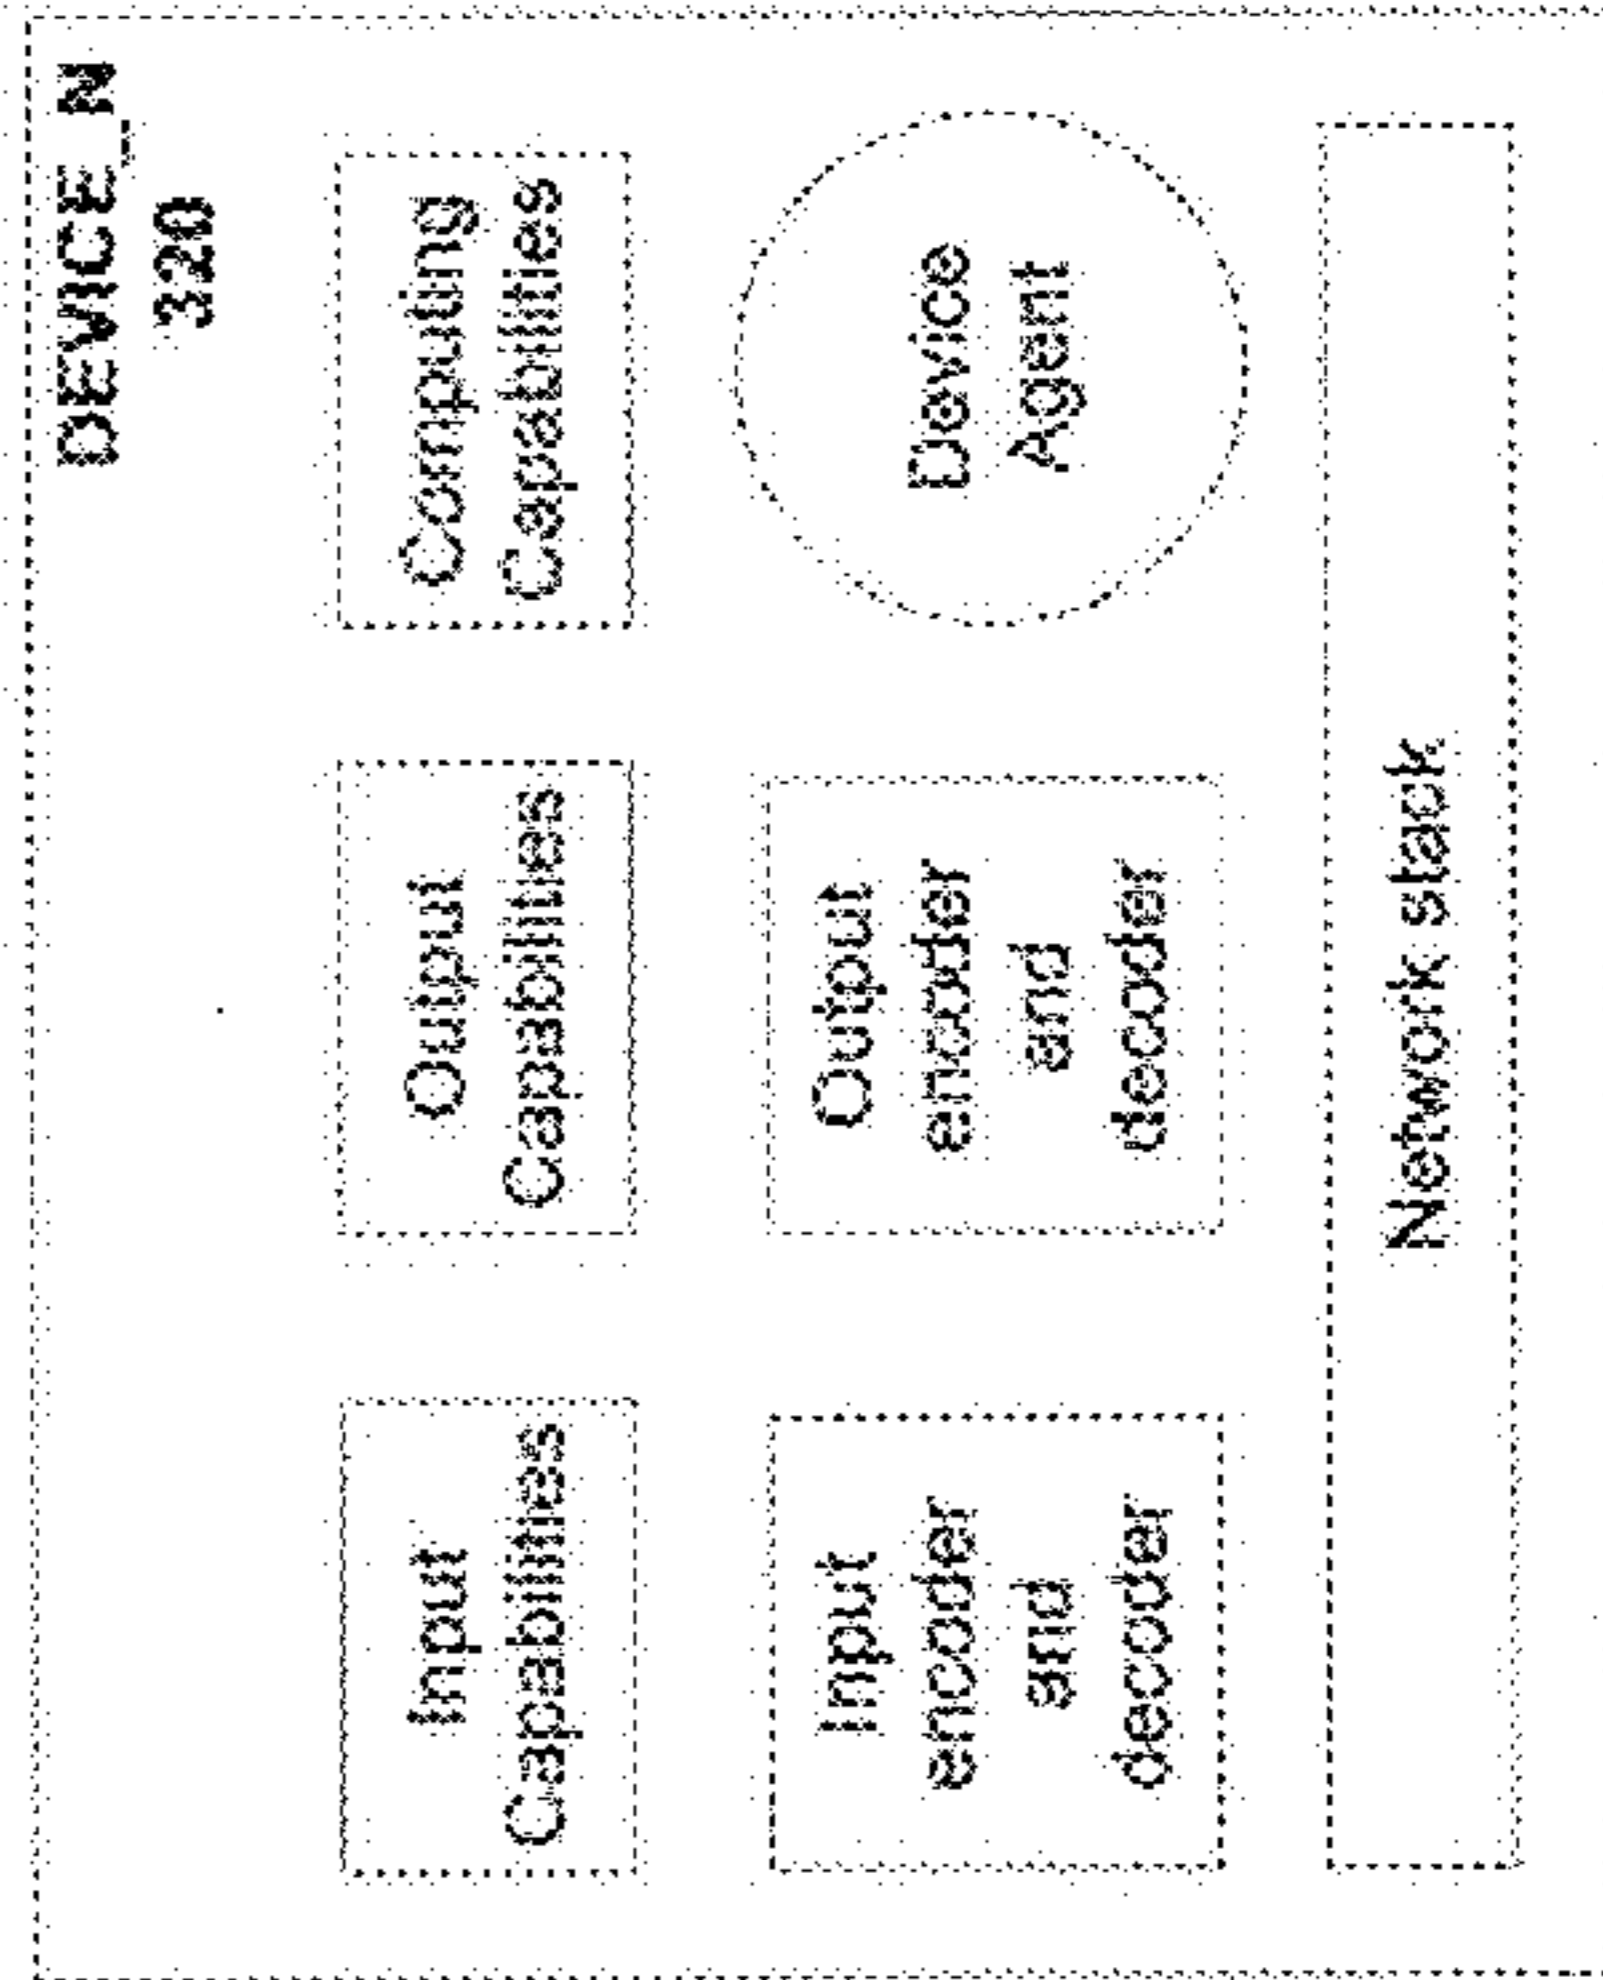 DEVICE_N
320
Input
Capabilities
Output
Capabilities
Computing
Capabilities
Input
encoder
and
decoder
Output
encoder
and
decoder
Device
Agent
Network stack